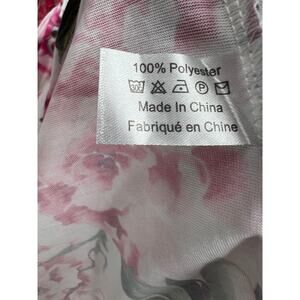 100% Polyester
Made In China
Fabriqué en Chine